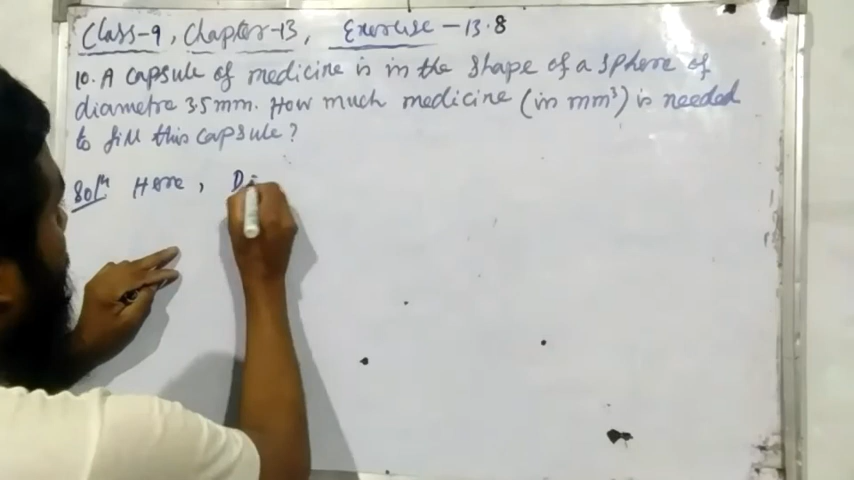 Class-9, Chapter-13, Exercise-13.8
10. A capsule of medicine is in the shape of a sphere of
diametre 3.5mm. How much medicine (in mm³) is needed
to fill this capsule?
Solⁿ Here, Di